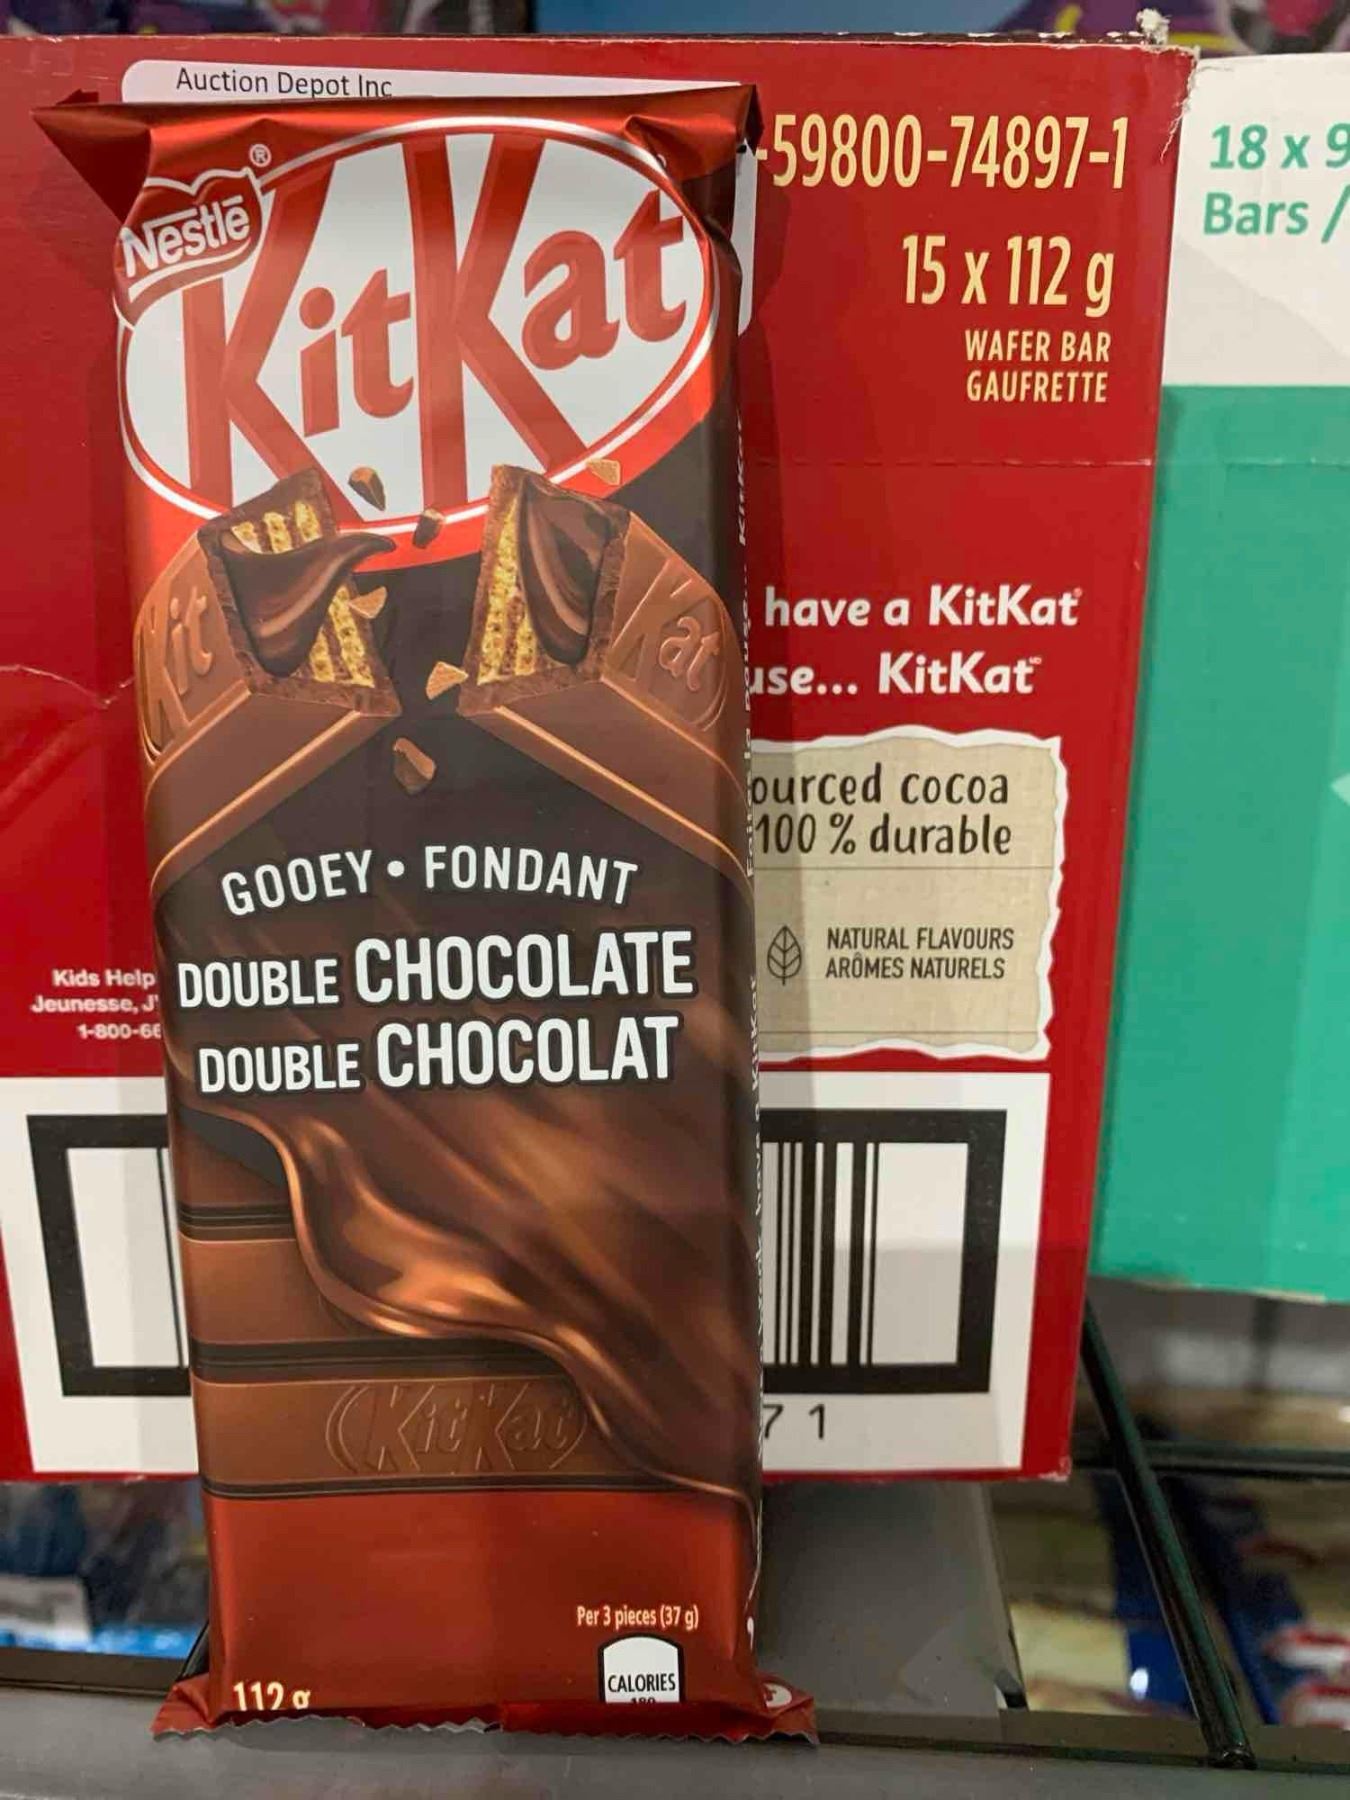 Auction Depot Inc
Nestlē®
KitKat
-59800-74897-1
15 x 112 g
WAFER BAR
GAUFRETTE
18 x 9
Bars /
Kit
Kat
have a KitKat
use... KitKat
GOOEY • FONDANT
DOUBLE CHOCOLATE
DOUBLE CHOCOLAT
ourced cocoa
100 % durable
NATURAL FLAVOURS
ARÔMES NATURELS
Kids Help
Jeunesse, J'
1-800-66
KitKat
7 1
Per 3 pieces (37 g)
CALORIES
112 g